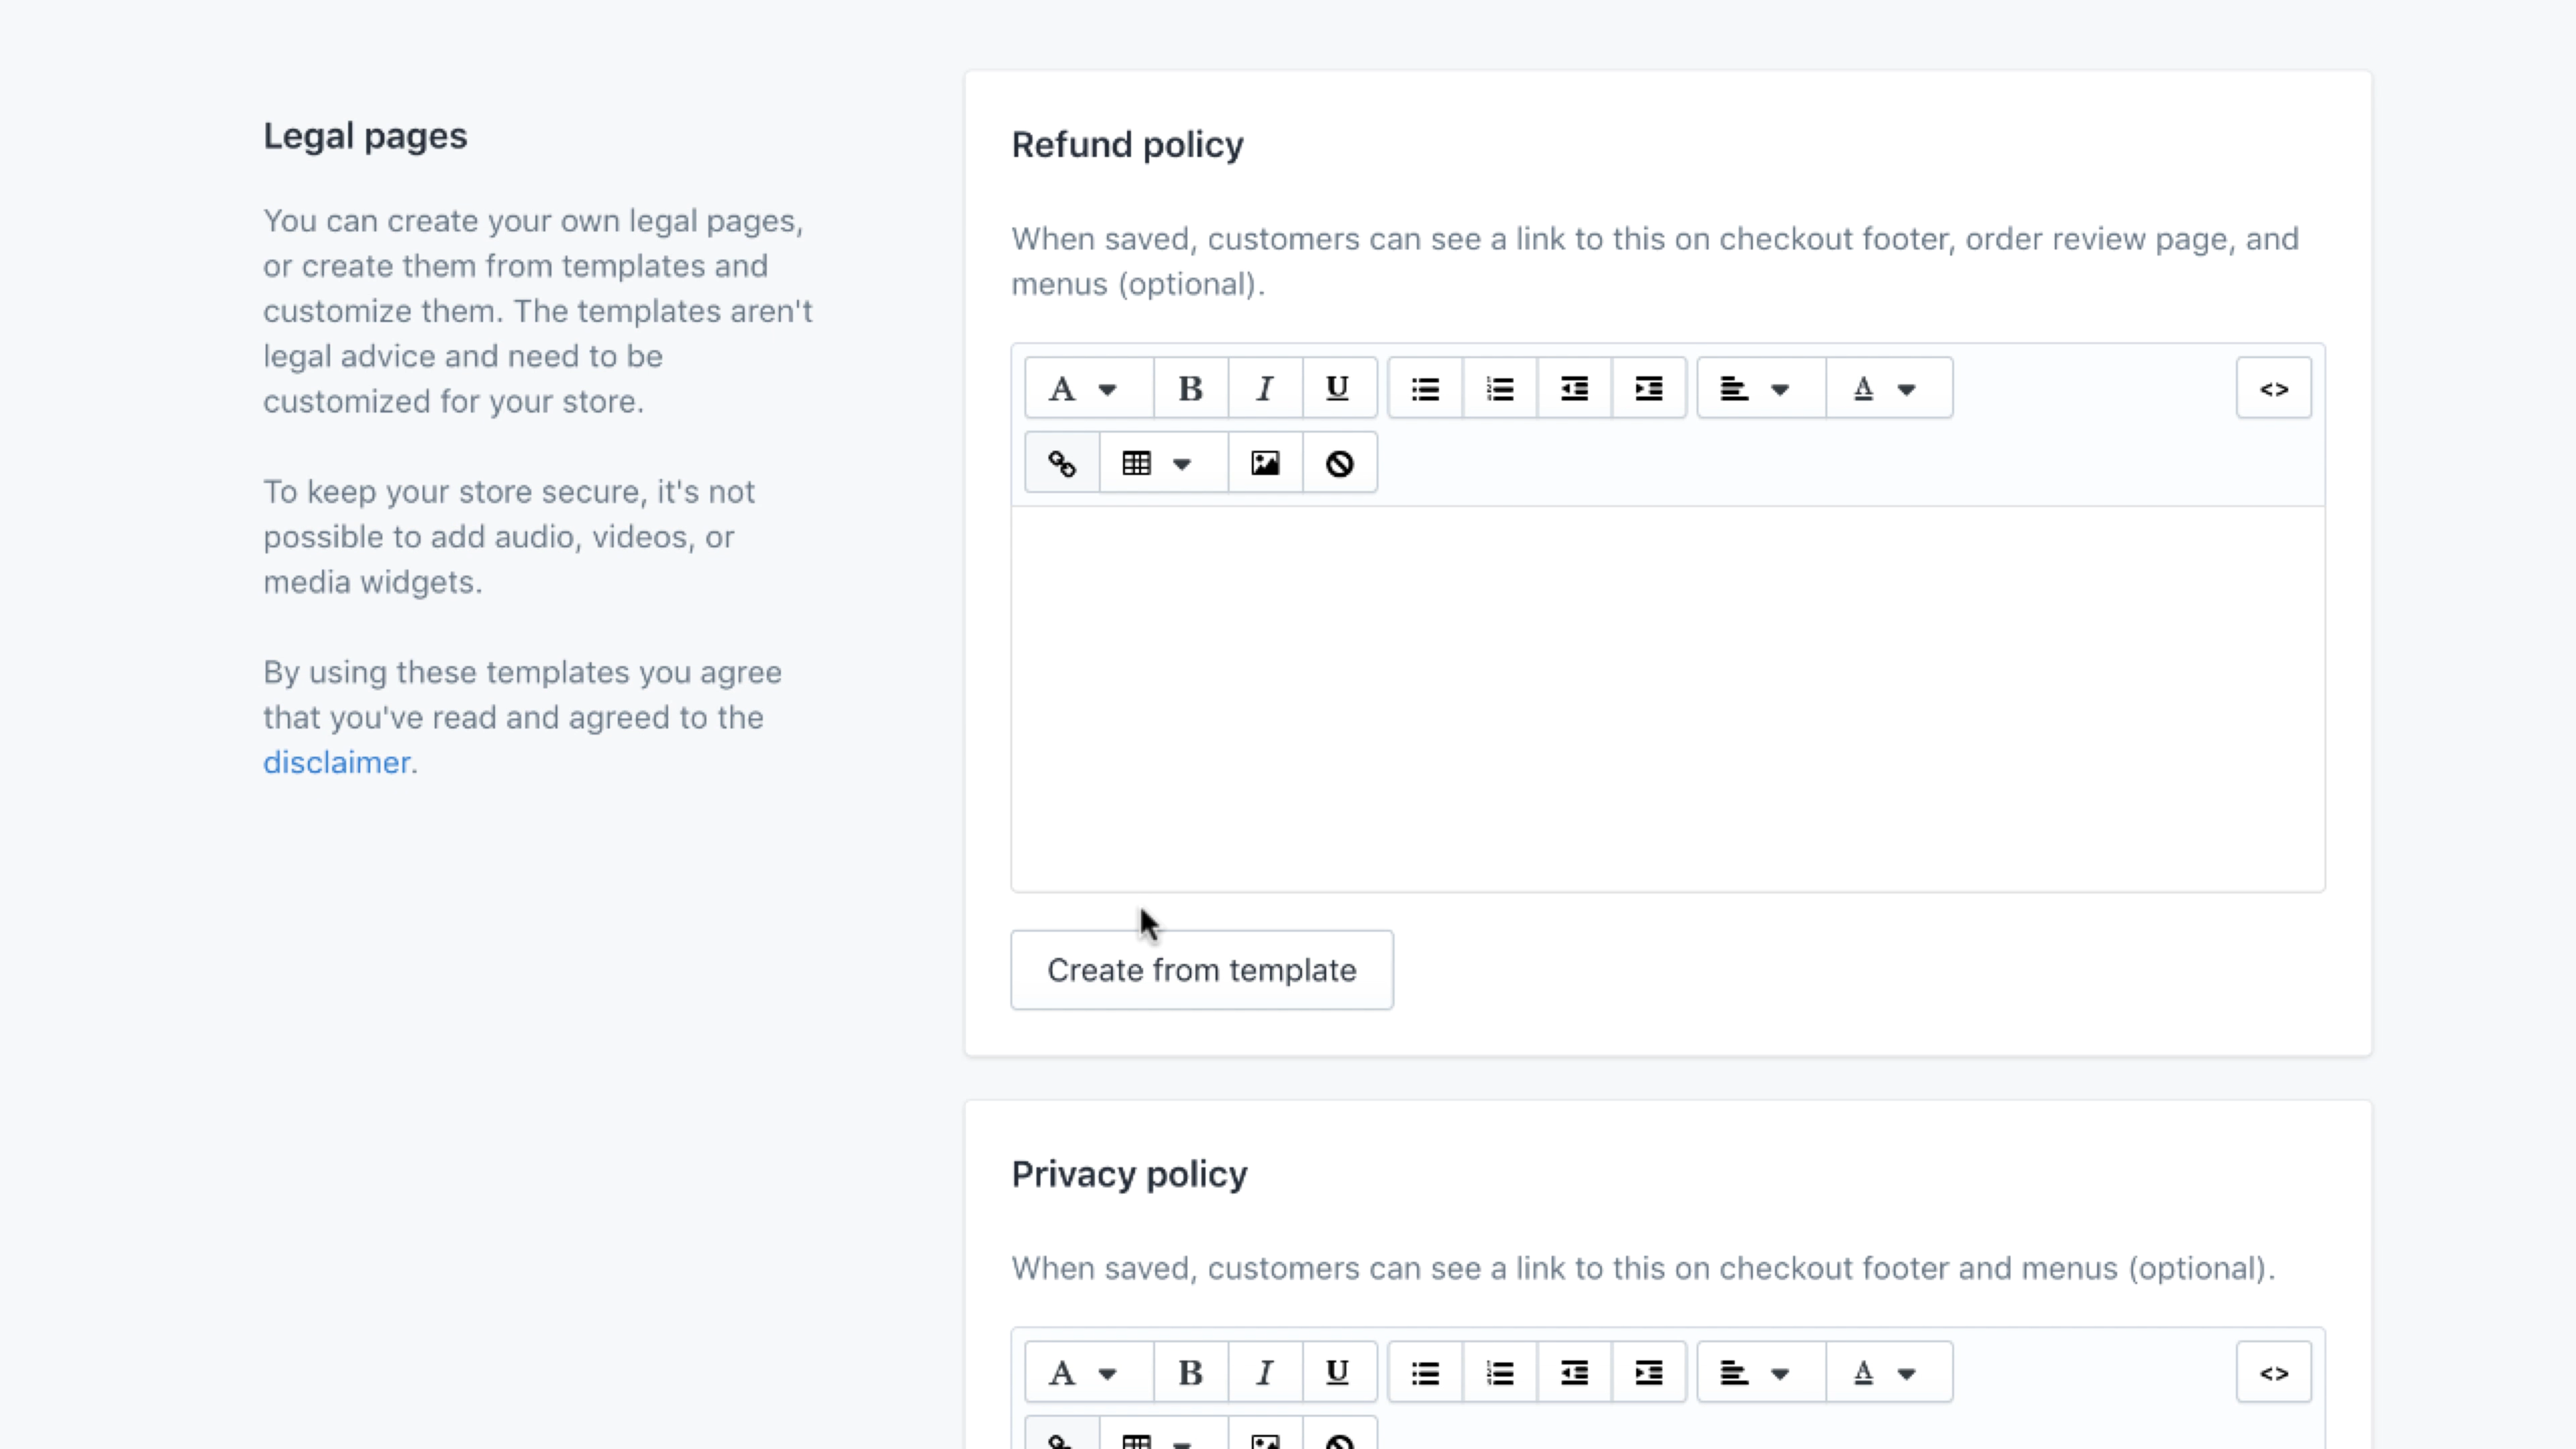 Legal pages
You can create your own legal pages,
or create them from templates and
customize them. The templates aren't
legal advice and need to be
customized for your store.
To keep your store secure, it's not
possible to add audio, videos, or
media widgets.
By using these templates you agree
that you've read and agreed to the
disclaimer.
Refund policy
When saved, customers can see a link to this on checkout footer, order review page, and
menus (optional).
A B I U A <>
Create from template
Privacy policy
When saved, customers can see a link to this on checkout footer and menus (optional).
A B I U A <>